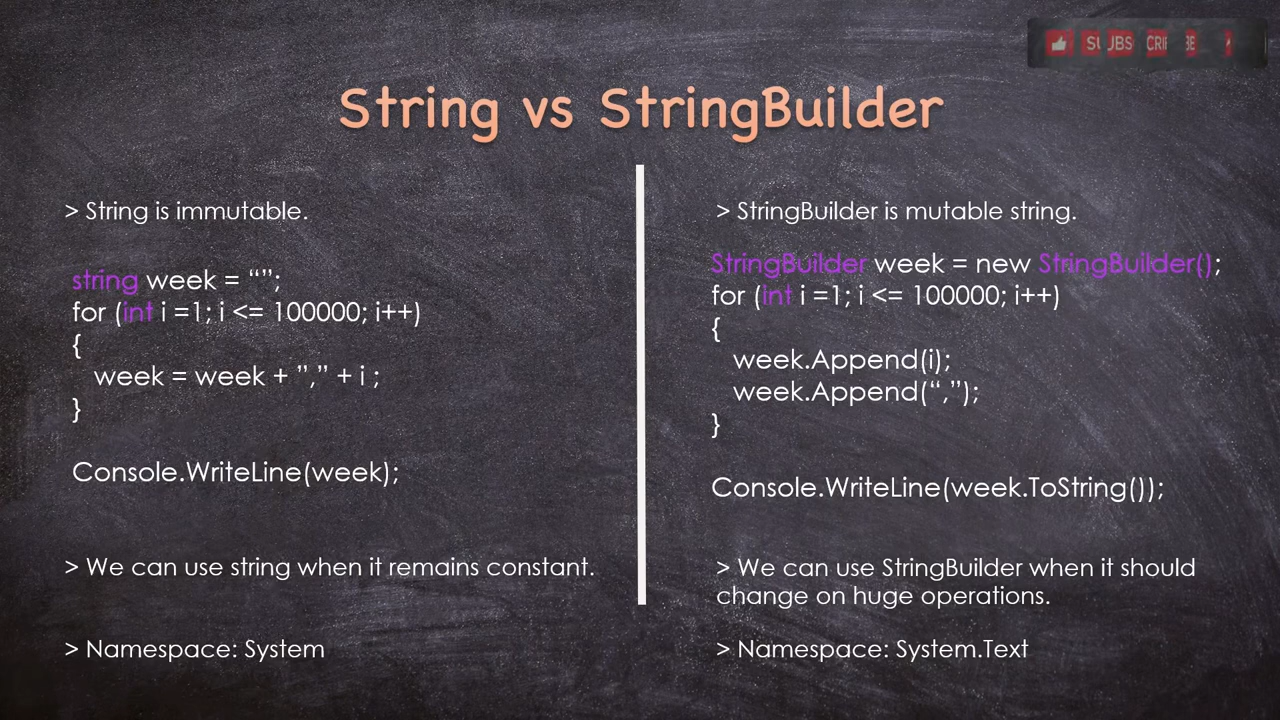 String vs StringBuilder
> String is immutable.
string week = “”;
for (int i =1; i <= 100000; i++)
{
week = week + ”,” + i ;
}
Console.WriteLine(week);
> We can use string when it remains constant.
> Namespace: System
> StringBuilder is mutable string.
StringBuilder week = new StringBuilder();
for (int i =1; i <= 100000; i++)
{
week.Append(i);
week.Append(“,”);
}
Console.WriteLine(week.ToString());
> We can use StringBuilder when it should
change on huge operations.
> Namespace: System.Text